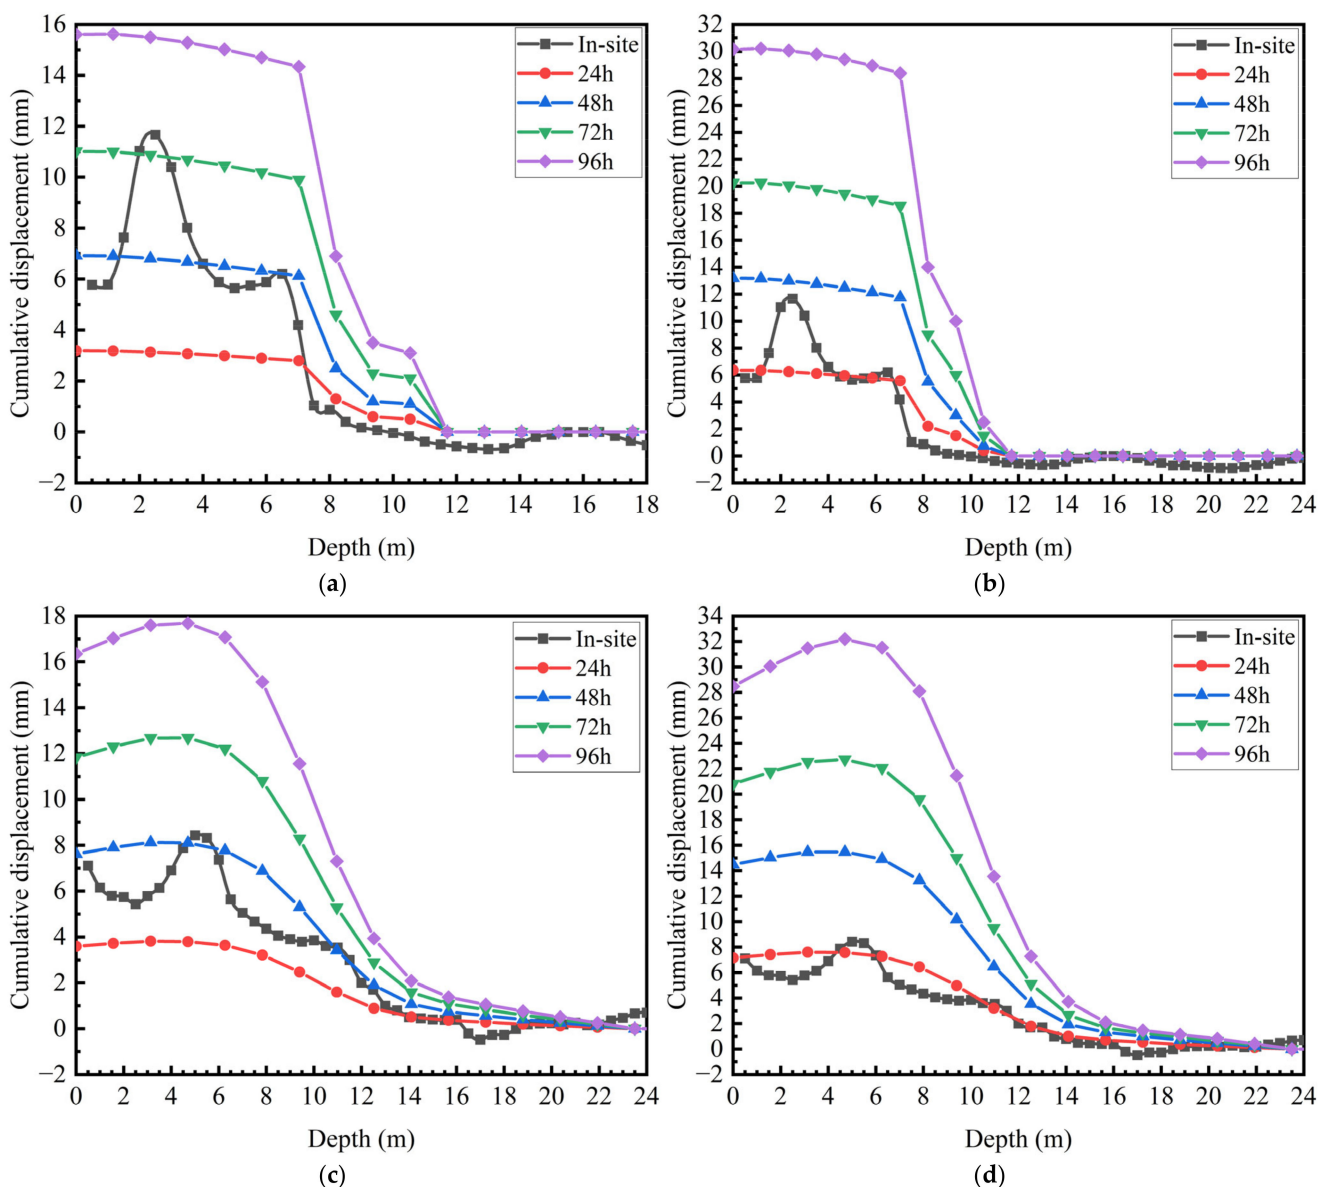 Cumulative displacement (mm)
16
14
12
10
8
6
4
2
0
−2
In-site
24h
48h
72h
96h
0 2 4 6 8 10 12 14 16 18
Depth (m)
(a)
Cumulative displacement (mm)
32
30
28
26
24
22
20
18
16
14
12
10
8
6
4
2
0
−2
In-site
24h
48h
72h
96h
0 2 4 6 8 10 12 14 16 18 20 22 24
Depth (m)
(b)
Cumulative displacement (mm)
18
16
14
12
10
8
6
4
2
0
−2
In-site
24h
48h
72h
96h
0 2 4 6 8 10 12 14 16 18 20 22 24
Depth (m)
(c)
Cumulative displacement (mm)
34
32
30
28
26
24
22
20
18
16
14
12
10
8
6
4
2
0
−2
In-site
24h
48h
72h
96h
0 2 4 6 8 10 12 14 16 18 20 22 24
Depth (m)
(d)